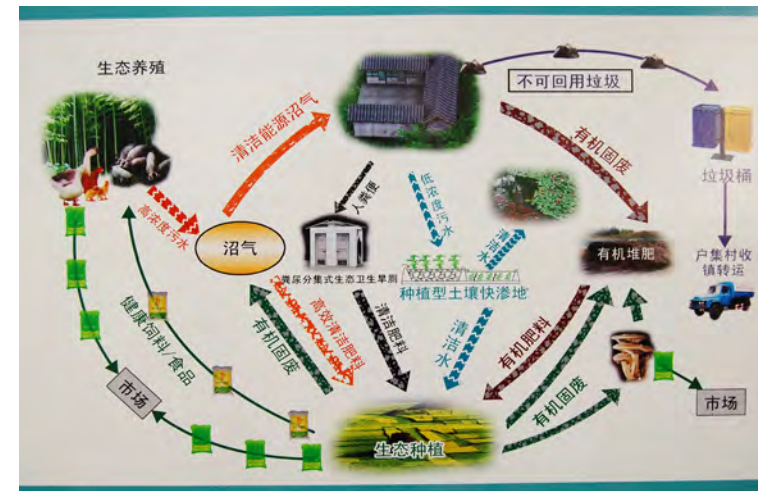 生态养殖
不可回用垃圾
清洁能源沼气
有机固废
垃圾桶
人粪便
低浓度污水
清洁水
高浓度污水
沼气
粪尿分集式生态卫生旱厕
种植型土壤快渗地
有机堆肥
户集村收
镇转运
健康饲料/食品
有机固废
高效清洁肥料
清洁肥料
清洁水
有机肥料
有机固废
市场
市场
生态种植